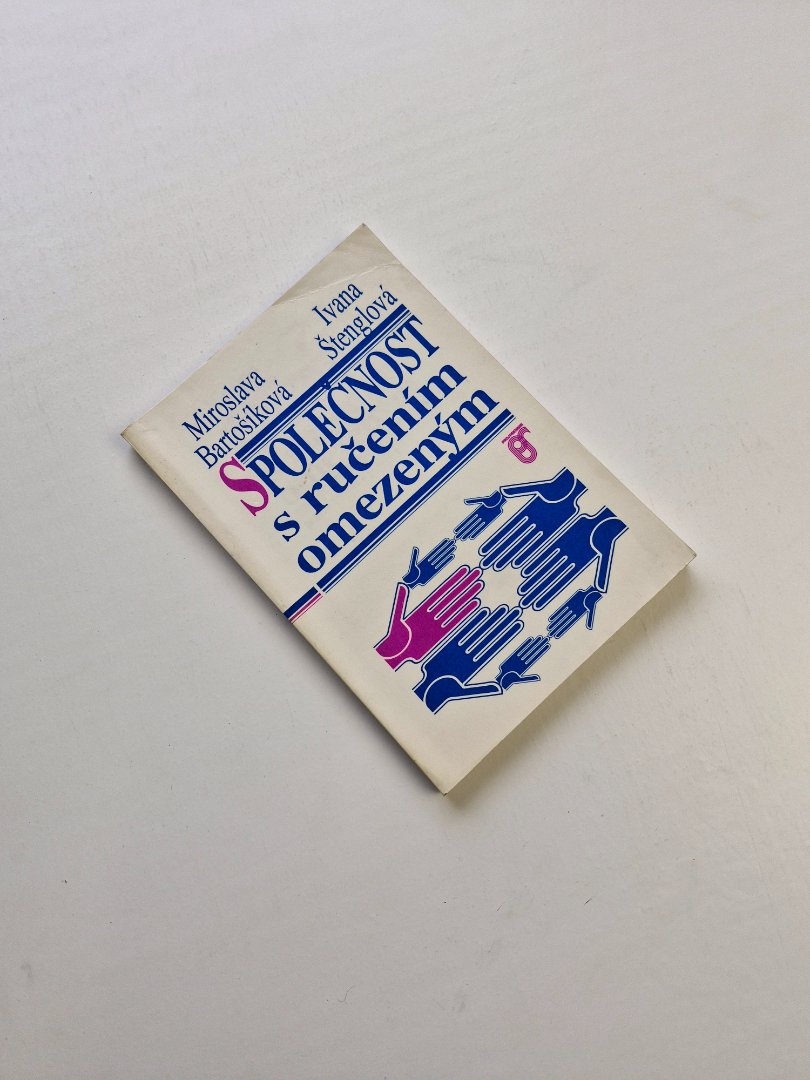 Miroslava
Bartošíková
Ivana
Štenglová
SPOLEČNOST
s ručením
omezeným